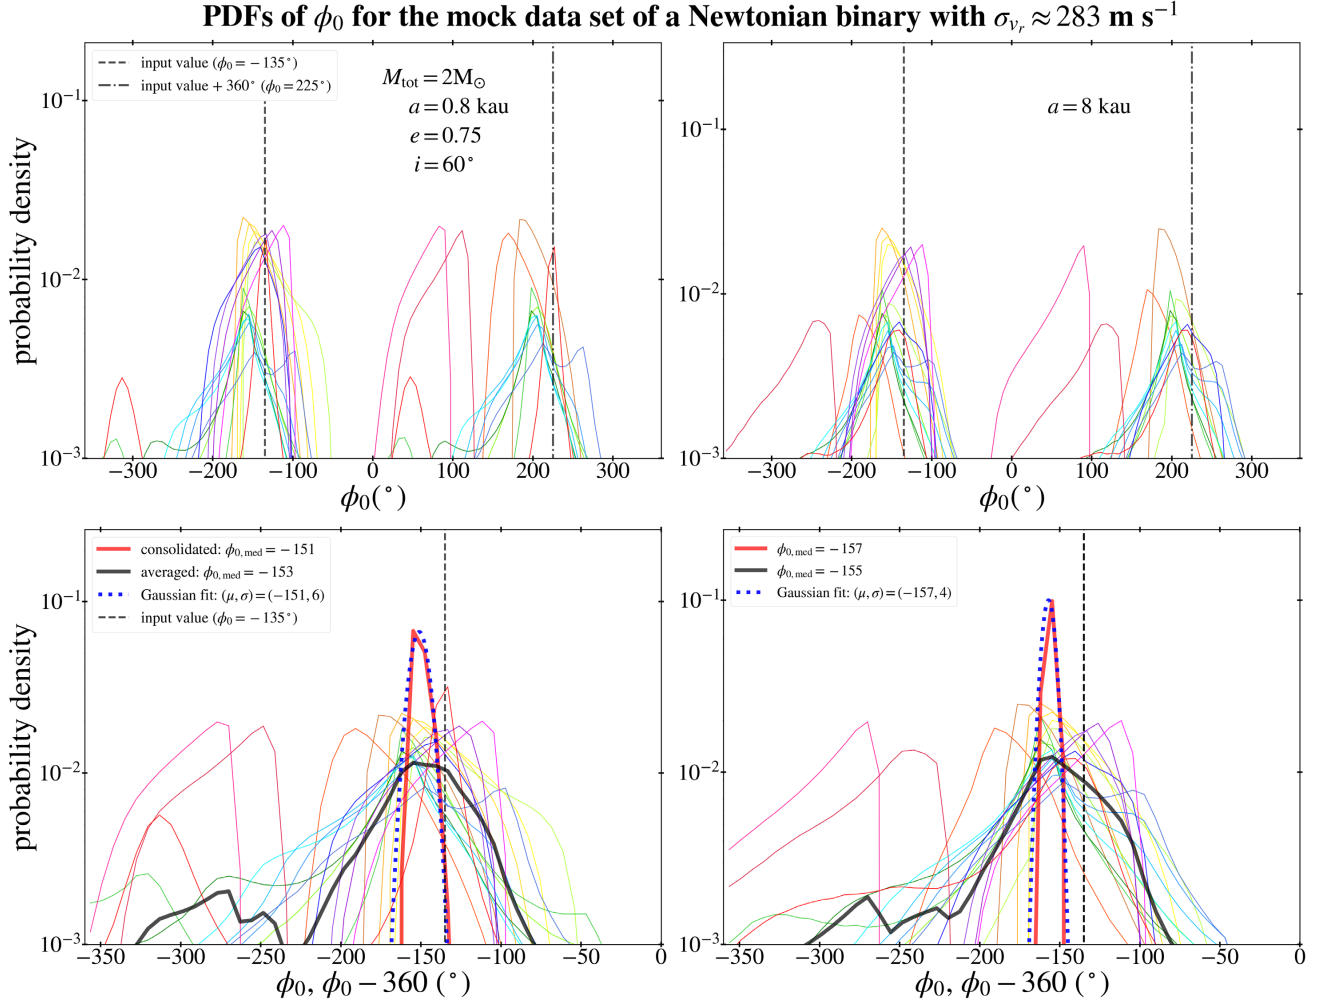 PDFs of ϕ₀ for the mock data set of a Newtonian binary with σ_{v_r} ≈ 283 m s⁻¹
input value (ϕ₀ = −135°)
input value + 360° (ϕ₀ = 225°)
M_tot = 2M_⊙
a = 0.8 kau
e = 0.75
i = 60°
probability density
10⁻¹
10⁻²
10⁻³
−300 −200 −100 0 100 200 300
ϕ₀(°)
a = 8 kau
10⁻¹
10⁻²
10⁻³
−300 −200 −100 0 100 200 300
ϕ₀(°)
consolidated: ϕ₀,med = −151
averaged: ϕ₀,med = −153
Gaussian fit: (μ, σ) = (−151, 6)
input value (ϕ₀ = −135°)
probability density
10⁻¹
10⁻²
10⁻³
−350 −300 −250 −200 −150 −100 −50 0
ϕ₀, ϕ₀ − 360 (°)
ϕ₀,med = −157
ϕ₀,med = −155
Gaussian fit: (μ, σ) = (−157, 4)
10⁻¹
10⁻²
10⁻³
−350 −300 −250 −200 −150 −100 −50 0
ϕ₀, ϕ₀ − 360 (°)